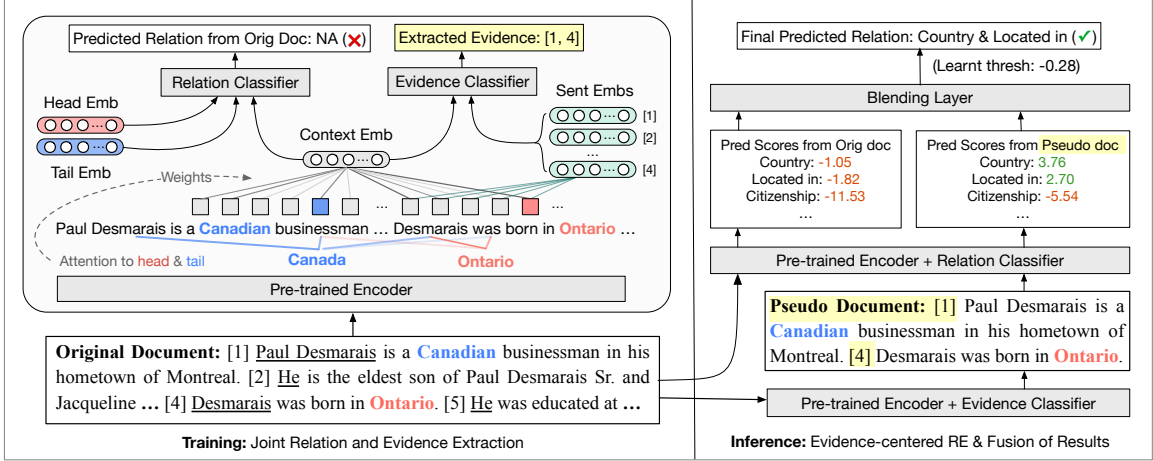 Predicted Relation from Orig Doc: NA (✗)
Extracted Evidence: [1, 4]
Relation Classifier
Evidence Classifier
Head Emb
Tail Emb
Context Emb
Sent Embs
[1]
[2]
...
[4]
Weights
...
...
Paul Desmarais is a Canadian businessman ... Desmarais was born in Ontario ...
Attention to head & tail
Canada
Ontario
Pre-trained Encoder
Original Document: [1] Paul Desmarais is a Canadian businessman in his
hometown of Montreal. [2] He is the eldest son of Paul Desmarais Sr. and
Jacqueline ... [4] Desmarais was born in Ontario. [5] He was educated at ...
Training: Joint Relation and Evidence Extraction
Final Predicted Relation: Country & Located in (✓)
(Learnt thresh: -0.28)
Blending Layer
Pred Scores from Orig doc
Country: -1.05
Located in: -1.82
Citizenship: -11.53
...
Pred Scores from Pseudo doc
Country: 3.76
Located in: 2.70
Citizenship: -5.54
...
Pre-trained Encoder + Relation Classifier
Pseudo Document: [1] Paul Desmarais is a
Canadian businessman in his hometown of
Montreal. [4] Desmarais was born in Ontario.
Pre-trained Encoder + Evidence Classifier
Inference: Evidence-centered RE & Fusion of Results